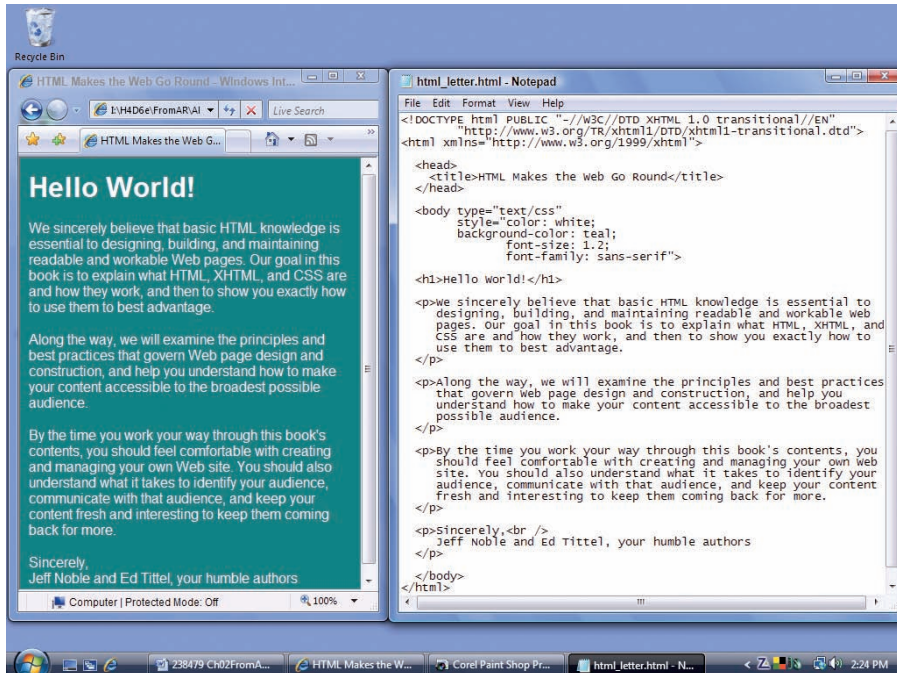 Recycle Bin
HTML Makes the Web Go Round - Windows Int...
I:\H4D6e\FromAR\Al
Live Search
HTML Makes the Web G...
Hello World!
We sincerely believe that basic HTML knowledge is
essential to designing, building, and maintaining
readable and workable Web pages. Our goal in this
book is to explain what HTML, XHTML, and CSS are
and how they work, and then to show you exactly how
to use them to best advantage.
Along the way, we will examine the principles and
best practices that govern Web page design and
construction, and help you understand how to make
your content accessible to the broadest possible
audience.
By the time you work your way through this book's
contents, you should feel comfortable with creating
and managing your own Web site. You should also
understand what it takes to identify your audience,
communicate with that audience, and keep your
content fresh and interesting to keep them coming
back for more.
Sincerely,
Jeff Noble and Ed Tittel, your humble authors
Computer | Protected Mode: Off
100%
html_letter.html - Notepad
File Edit Format View Help
<!DOCTYPE html PUBLIC "-//W3C//DTD XHTML 1.0 transitional//EN"
"http://www.w3.org/TR/xhtml1/DTD/xhtml1-transitional.dtd">
<html xmlns="http://www.w3.org/1999/xhtml">
<head>
<title>HTML Makes the Web Go Round</title>
</head>
<body type="text/css"
style="color: white;
background-color: teal;
font-size: 1.2;
font-family: sans-serif">
<h1>Hello World!</h1>
<p>We sincerely believe that basic HTML knowledge is essential to
designing, building, and maintaining readable and workable Web
pages. Our goal in this book is to explain what HTML, XHTML, and
CSS are and how they work, and then to show you exactly how to
use them to best advantage.
</p>
<p>Along the way, we will examine the principles and best practices
that govern Web page design and construction, and help you
understand how to make your content accessible to the broadest
possible audience.
</p>
<p>By the time you work your way through this book's contents, you
should feel comfortable with creating and managing your own Web
site. You should also understand what it takes to identify your
audience, communicate with that audience, and keep your content
fresh and interesting to keep them coming back for more.
</p>
<p>Sincerely,<br />
Jeff Noble and Ed Tittel, your humble authors
</p>
</body>
</html>
238479 Ch02FromA...
HTML Makes the W...
Corel Paint Shop Pr...
html_letter.html - N...
2:24 PM